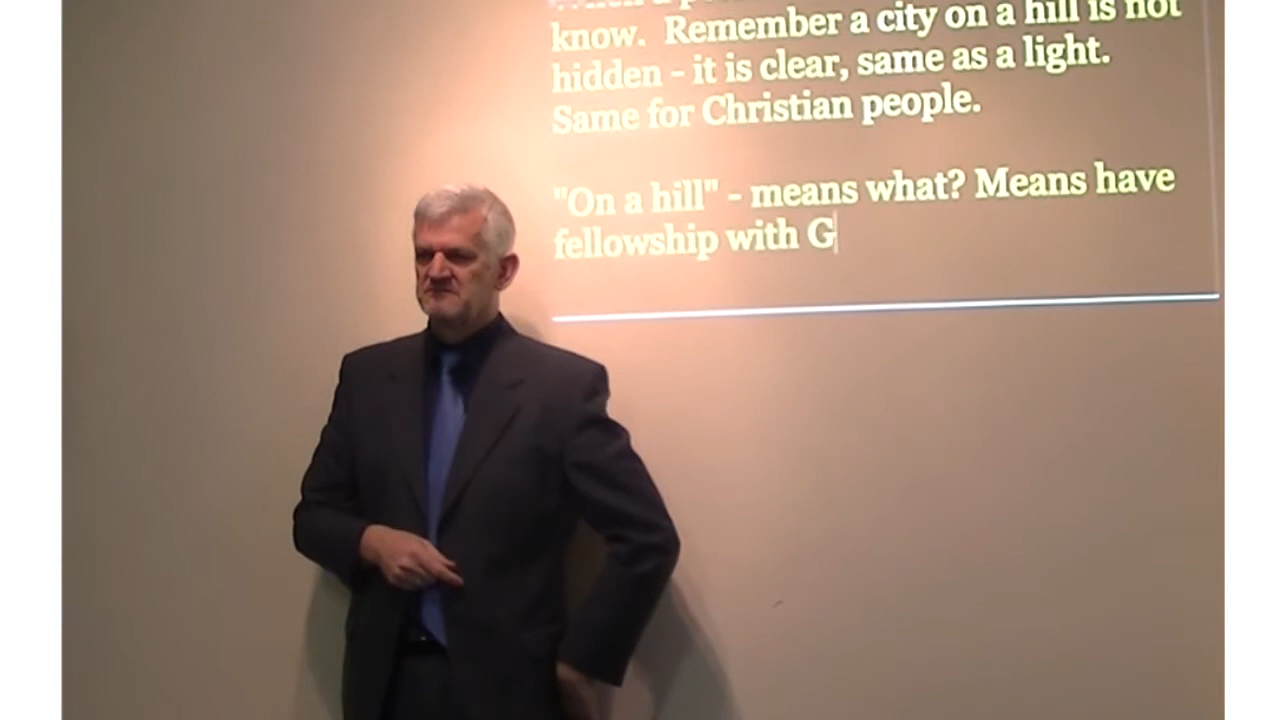 know. Remember a city on a hill is not
hidden - it is clear, same as a light.
Same for Christian people.
"On a hill" - means what? Means have
fellowship with G